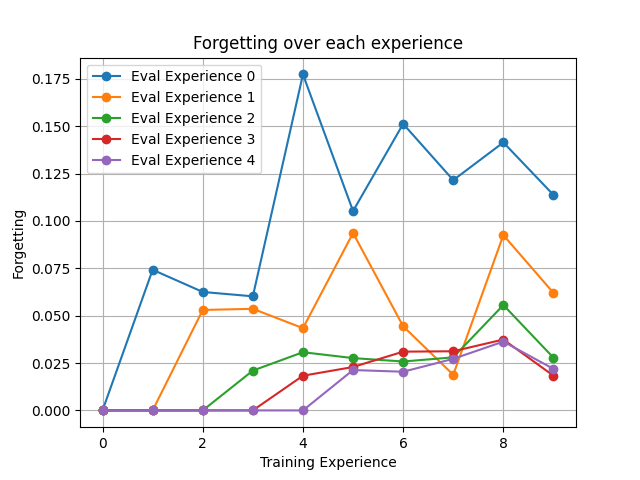 Forgetting over each experience
Eval Experience 0
Eval Experience 1
Eval Experience 2
Eval Experience 3
Eval Experience 4
0.175
0.150
0.125
0.100
0.075
0.050
0.025
0.000
Forgetting
0 2 4 6 8
Training Experience